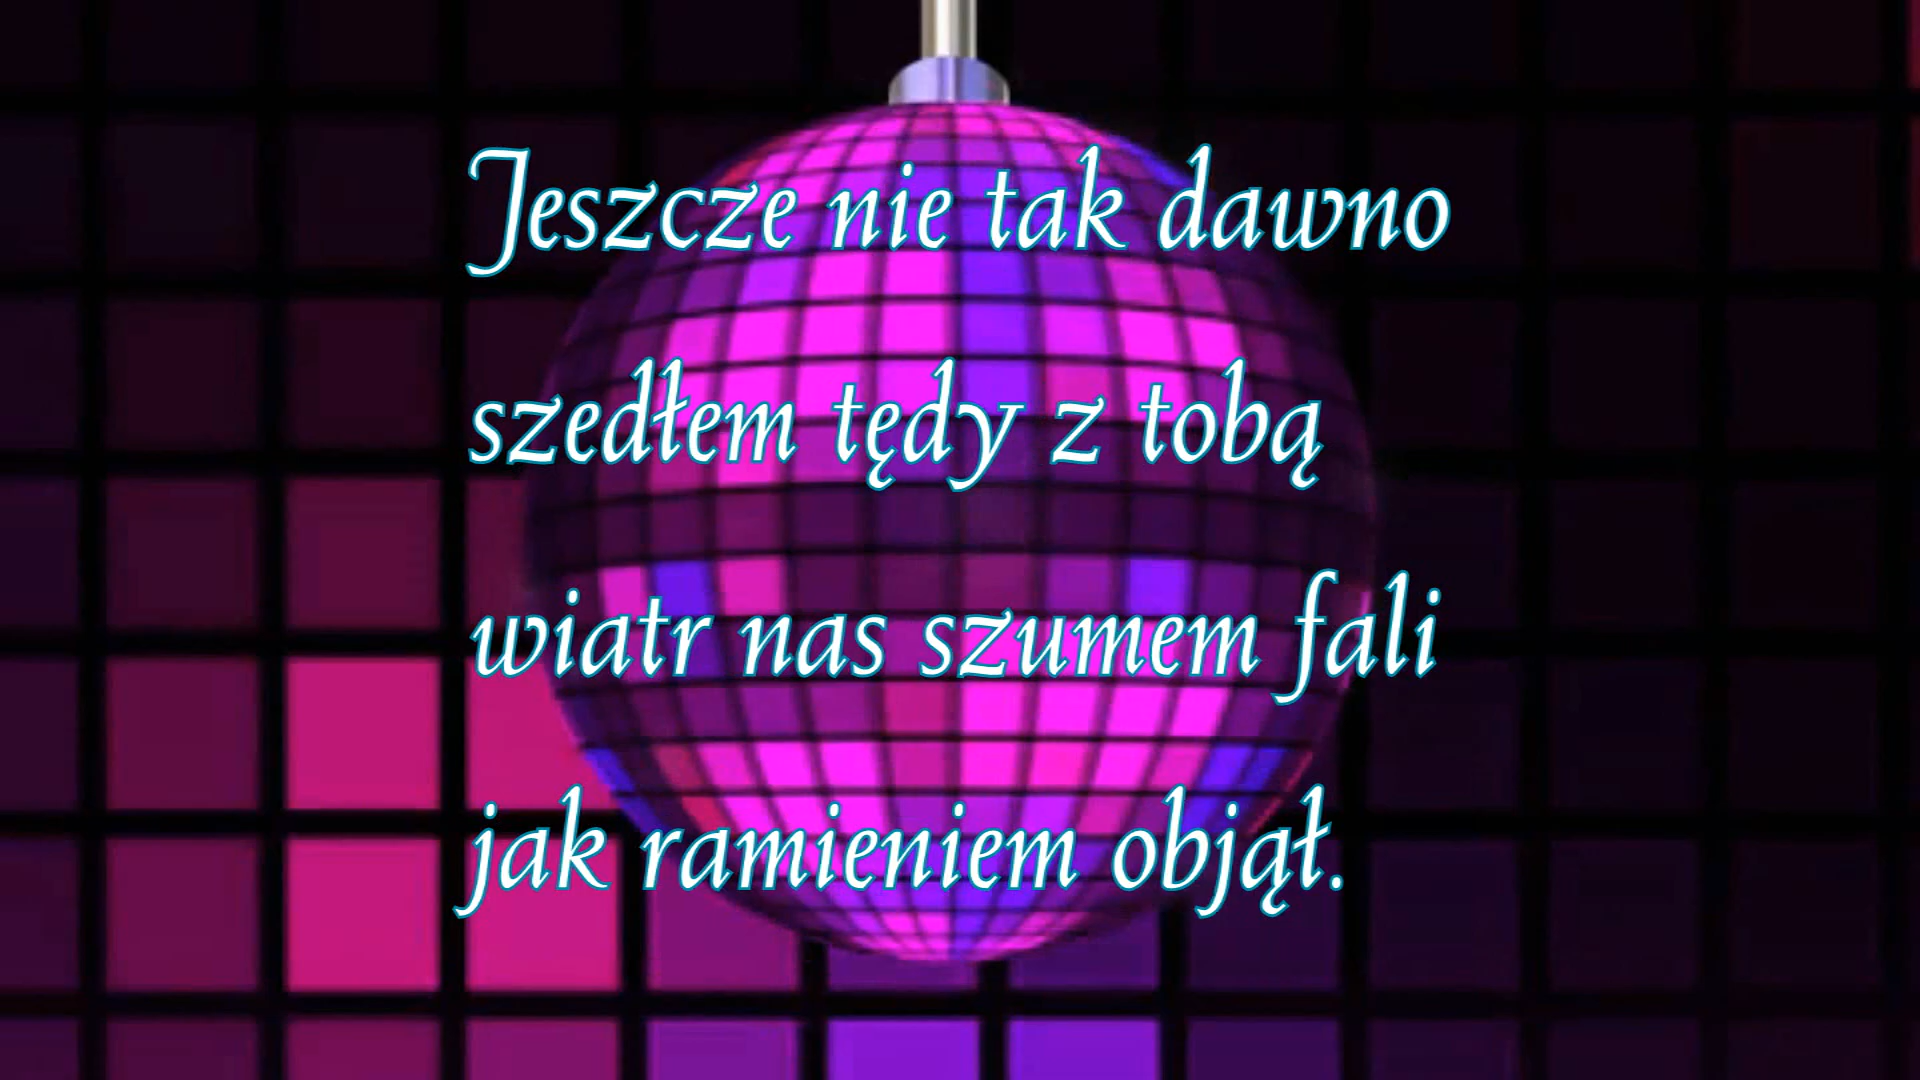 Jeszcze nie tak dawno
szedłem tędy z tobą
wiatr nas szumem fali
jak ramieniem objął.